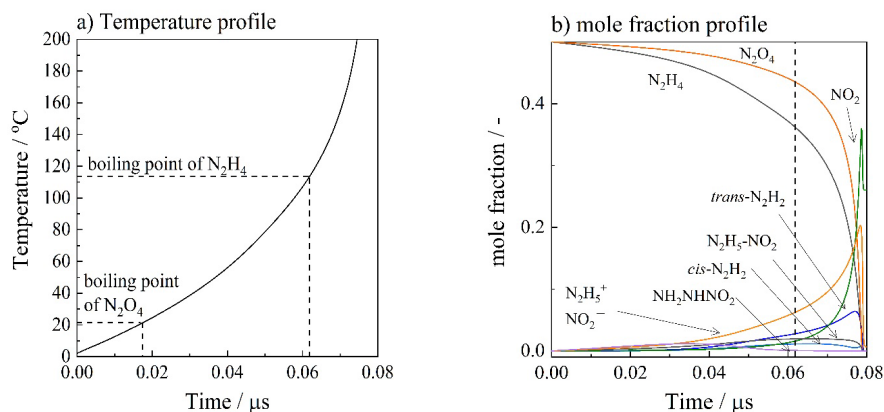 a) Temperature profile
200
180
160
140
120
100
80
60
40
20
0
Temperature / ºC
boiling point of N₂H₄
boiling point
of N₂O₄
0.00 0.02 0.04 0.06 0.08
Time / μs
b) mole fraction profile
0.4
0.2
0.0
mole fraction / -
N₂O₄
N₂H₄
NO₂
trans-N₂H₂
N₂H₅-NO₂
cis-N₂H₂
N₂H₅⁺
NO₂⁻
NH₂NHNO₂
0.00 0.02 0.04 0.06 0.08
Time / μs